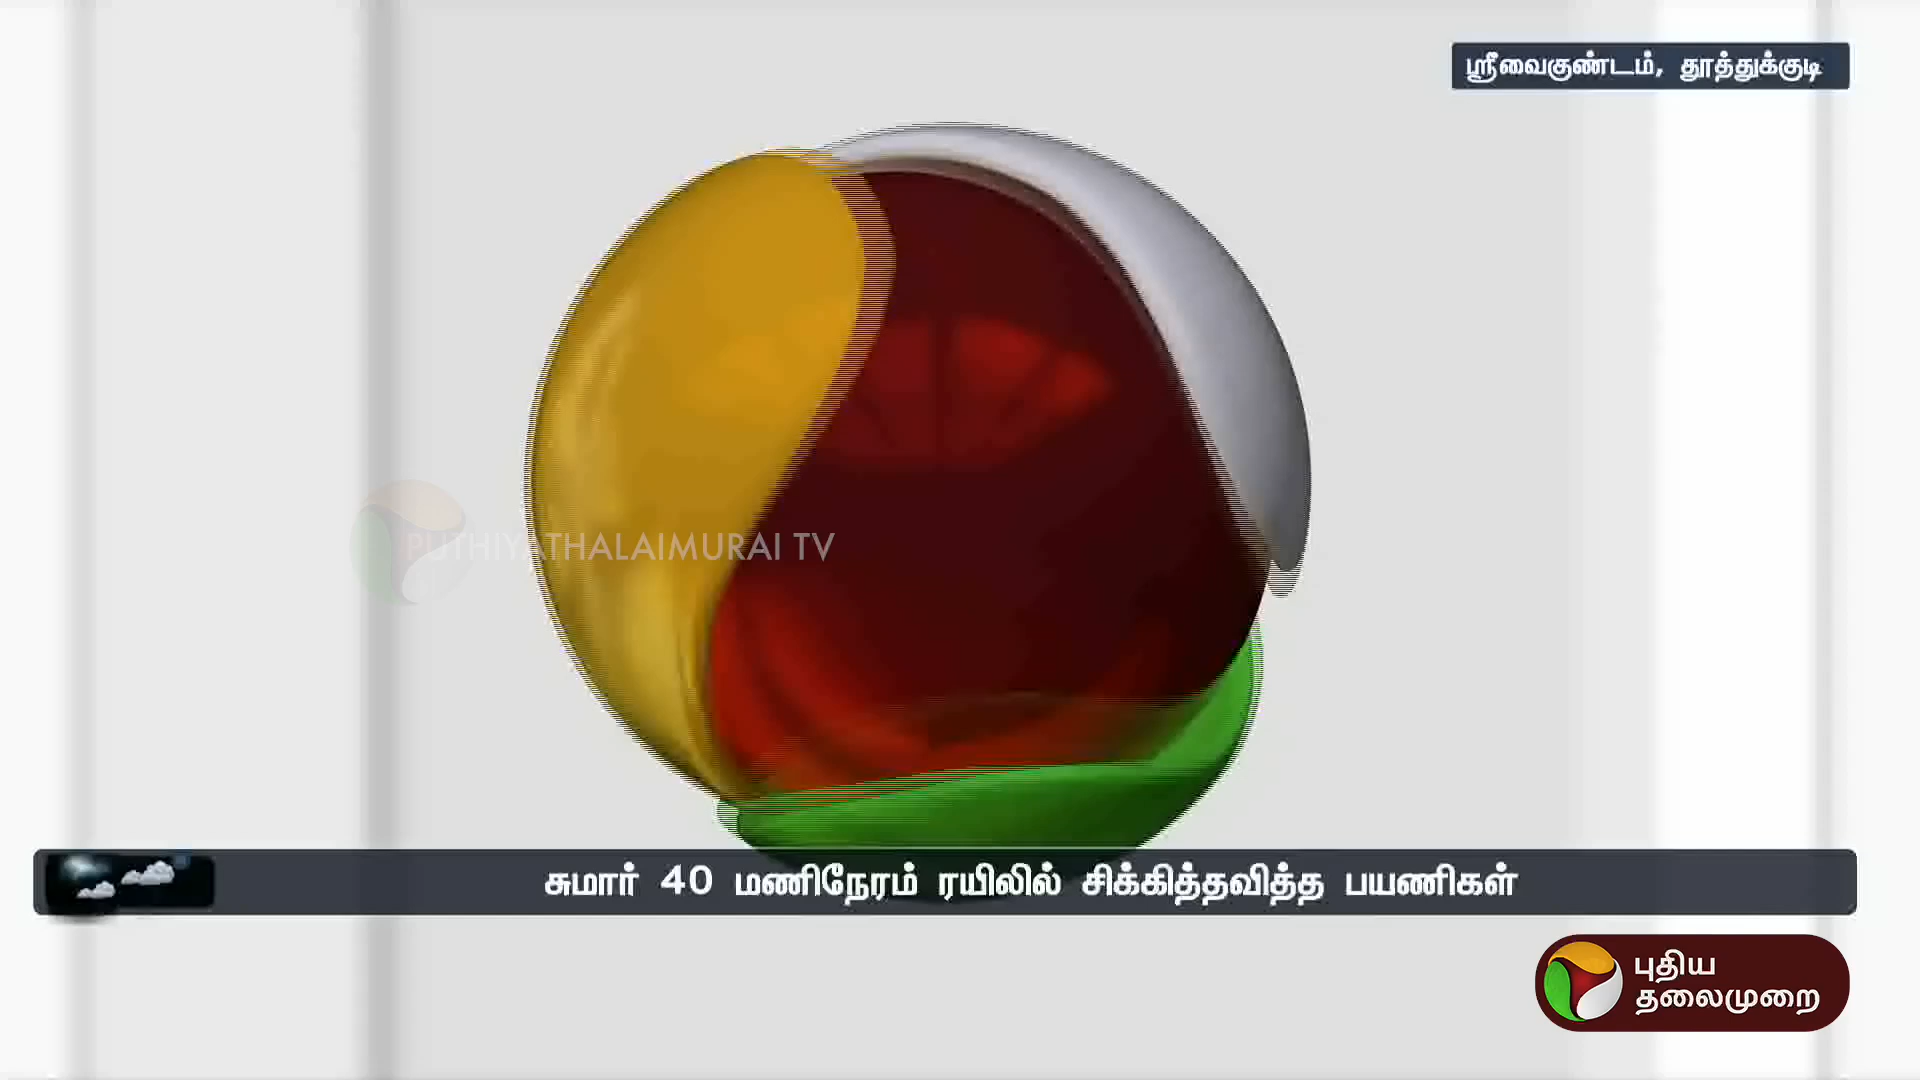 ஸ்ரீவைகுண்டம், தூத்துக்குடி
PUTHIYATHALAIMURAI TV
சுமார் 40 மணிநேரம் ரயிலில் சிக்கித்தவித்த பயணிகள்
புதிய
தலைமுறை